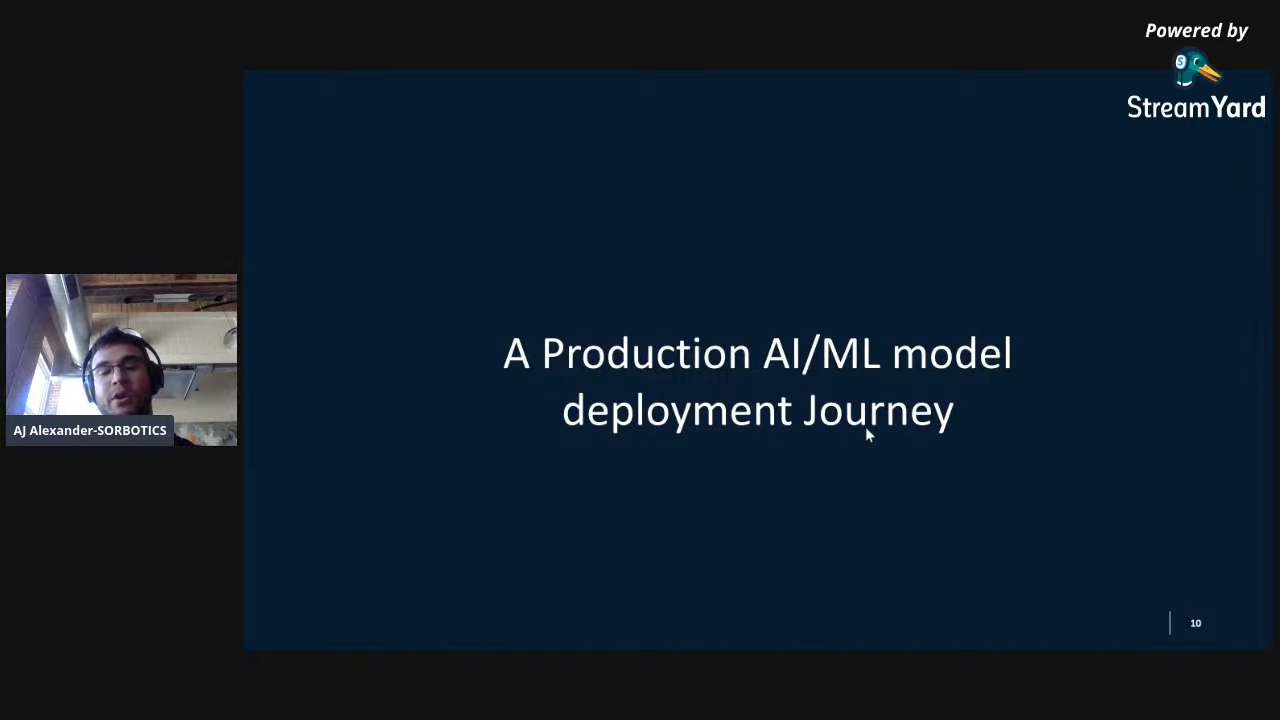 Powered by
StreamYard
A Production AI/ML model
deployment Journey
AJ Alexander-SORBOTICS
10